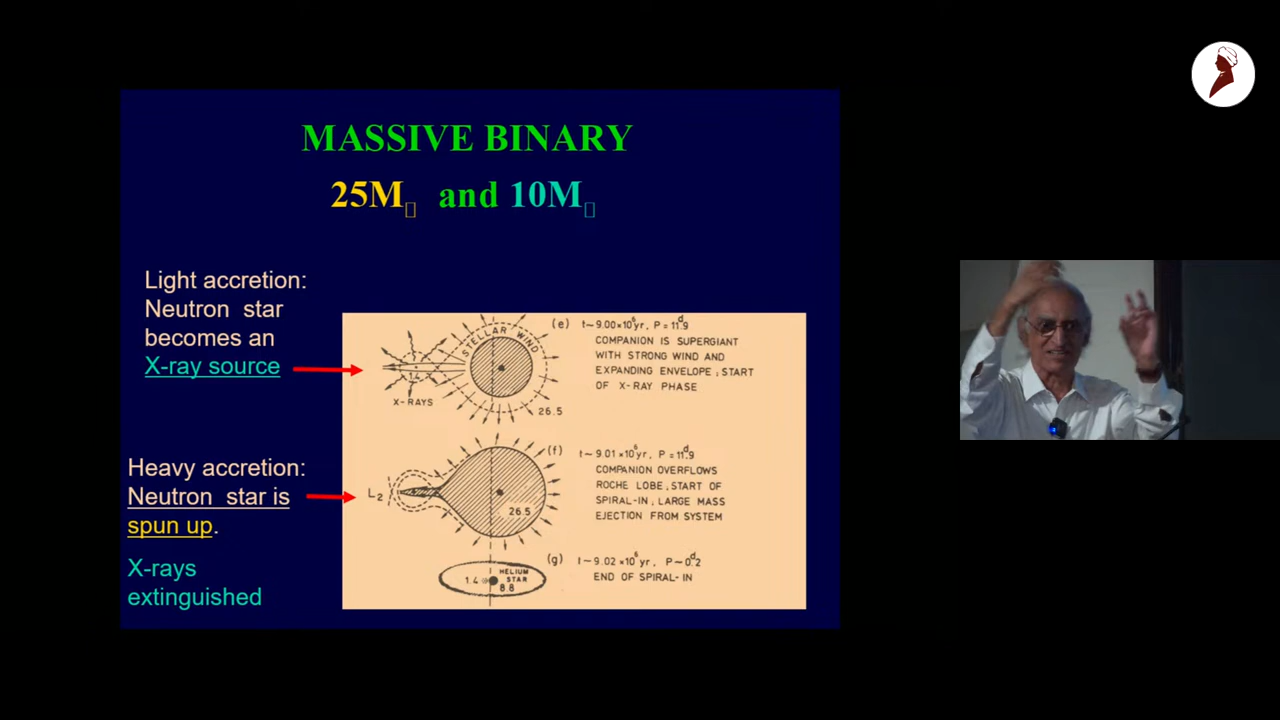 MASSIVE BINARY
25M and 10M
Light accretion:
Neutron star
becomes an
X-ray source
Heavy accretion:
Neutron star is
spun up.
X-rays
extinguished
STELLAR WIND
1.4
X-RAYS
26.5
(e) t~9.00×10⁶yr, P = 11ᵈ.9
COMPANION IS SUPERGIANT
WITH STRONG WIND AND
EXPANDING ENVELOPE, START
OF X-RAY PHASE
L₂
26.5
(f) t~9.01×10⁶yr, P = 11ᵈ.9
COMPANION OVERFLOWS
ROCHE LOBE, START OF
SPIRAL-IN, LARGE MASS
EJECTION FROM SYSTEM
1.4
HELIUM
STAR
8.8
(g) t~9.02×10⁶yr, P~0ᵈ.2
END OF SPIRAL-IN